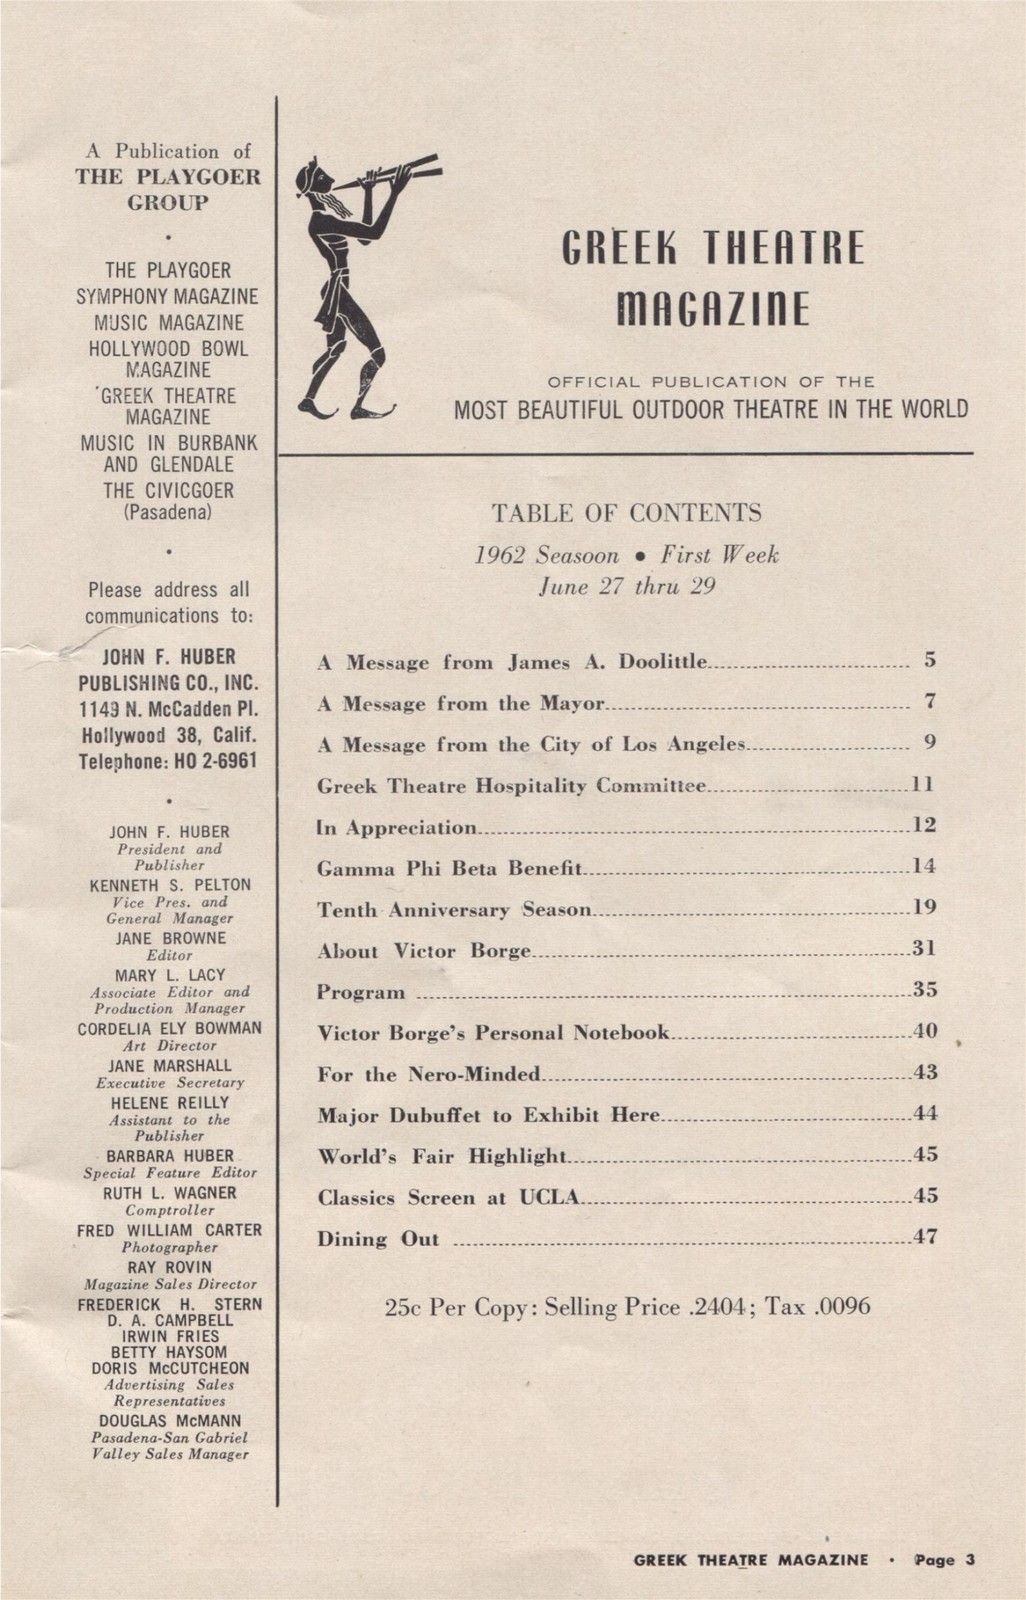 A Publication of
THE PLAYGOER
GROUP
•
THE PLAYGOER
SYMPHONY MAGAZINE
MUSIC MAGAZINE
HOLLYWOOD BOWL
MAGAZINE
GREEK THEATRE
MAGAZINE
MUSIC IN BURBANK
AND GLENDALE
THE CIVICGOER
(Pasadena)
•
Please address all
communications to:
JOHN F. HUBER
PUBLISHING CO., INC.
1149 N. McCadden Pl.
Hollywood 38, Calif.
Telephone: HO 2-6961
•
JOHN F. HUBER
President and
Publisher
KENNETH S. PELTON
Vice Pres. and
General Manager
JANE BROWNE
Editor
MARY L. LACY
Associate Editor and
Production Manager
CORDELIA ELY BOWMAN
Art Director
JANE MARSHALL
Executive Secretary
HELENE REILLY
Assistant to the
Publisher
BARBARA HUBER
Special Feature Editor
RUTH L. WAGNER
Comptroller
FRED WILLIAM CARTER
Photographer
RAY ROVIN
Magazine Sales Director
FREDERICK H. STERN
D. A. CAMPBELL
IRWIN FRIES
BETTY HAYSOM
DORIS McCUTCHEON
Advertising Sales
Representatives
DOUGLAS McMANN
Pasadena-San Gabriel
Valley Sales Manager
GREEK THEATRE
MAGAZINE
OFFICIAL PUBLICATION OF THE
MOST BEAUTIFUL OUTDOOR THEATRE IN THE WORLD
TABLE OF CONTENTS
1962 Seasoon • First Week
June 27 thru 29
A Message from James A. Doolittle 5
A Message from the Mayor 7
A Message from the City of Los Angeles 9
Greek Theatre Hospitality Committee 11
In Appreciation 12
Gamma Phi Beta Benefit 14
Tenth Anniversary Season 19
About Victor Borge 31
Program 35
Victor Borge's Personal Notebook 40
For the Nero-Minded 43
Major Dubuffet to Exhibit Here 44
World's Fair Highlight 45
Classics Screen at UCLA 45
Dining Out 47
25c Per Copy: Selling Price .2404; Tax .0096
GREEK THEATRE MAGAZINE • Page 3